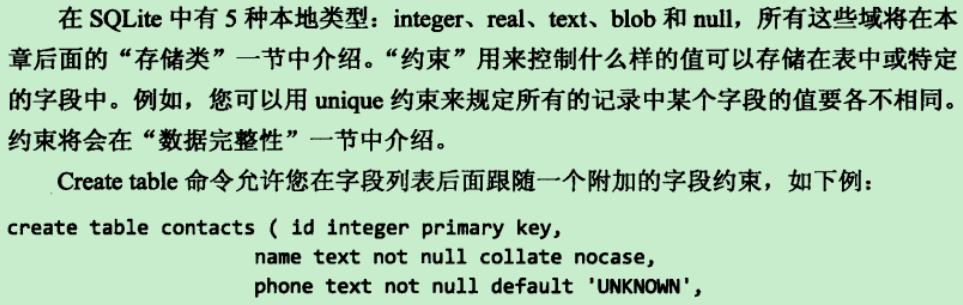 在 SQLite 中有 5 种本地类型：integer、real、text、blob 和 null，所有这些域将在本
章后面的“存储类”一节中介绍。“约束”用来控制什么样的值可以存储在表中或特定
的字段中。例如，您可以用 unique 约束来规定所有的记录中某个字段的值要各不相同。
约束将会在“数据完整性”一节中介绍。
Create table 命令允许您在字段列表后面跟随一个附加的字段约束，如下例：
create table contacts ( id integer primary key,
name text not null collate nocase,
phone text not null default 'UNKNOWN',